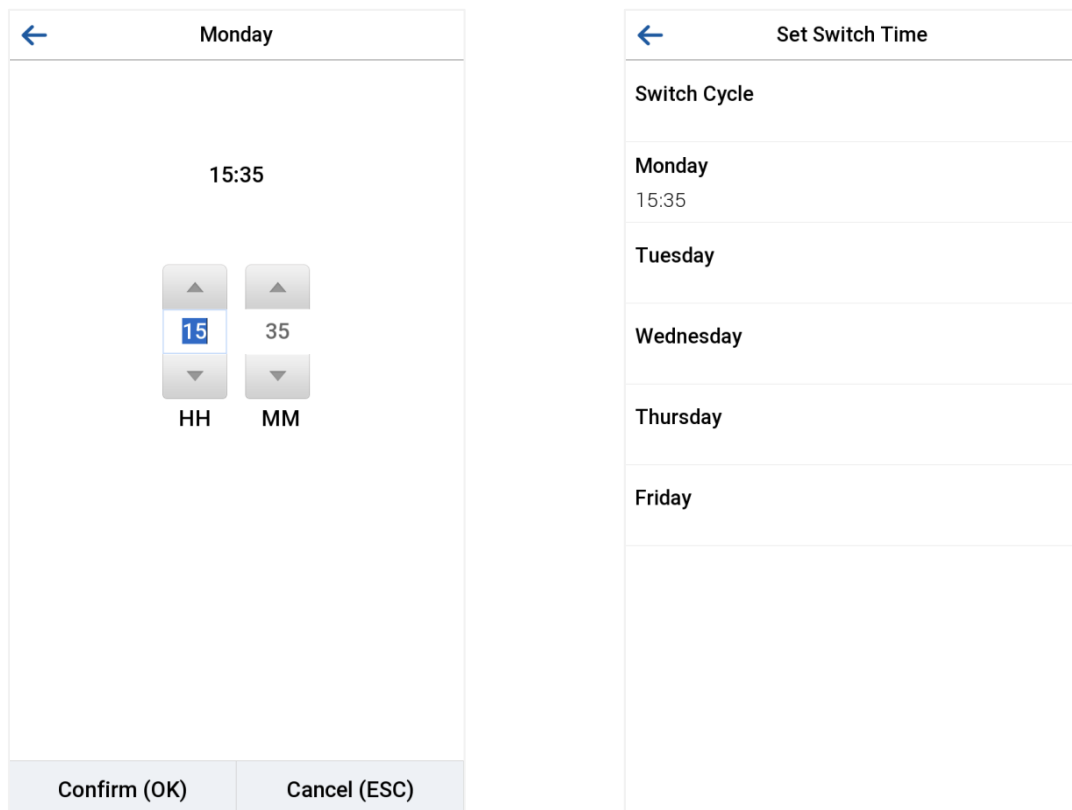 Monday
15:35
15 35
HH MM
Confirm (OK) Cancel (ESC)
Set Switch Time
Switch Cycle
Monday
15:35
Tuesday
Wednesday
Thursday
Friday